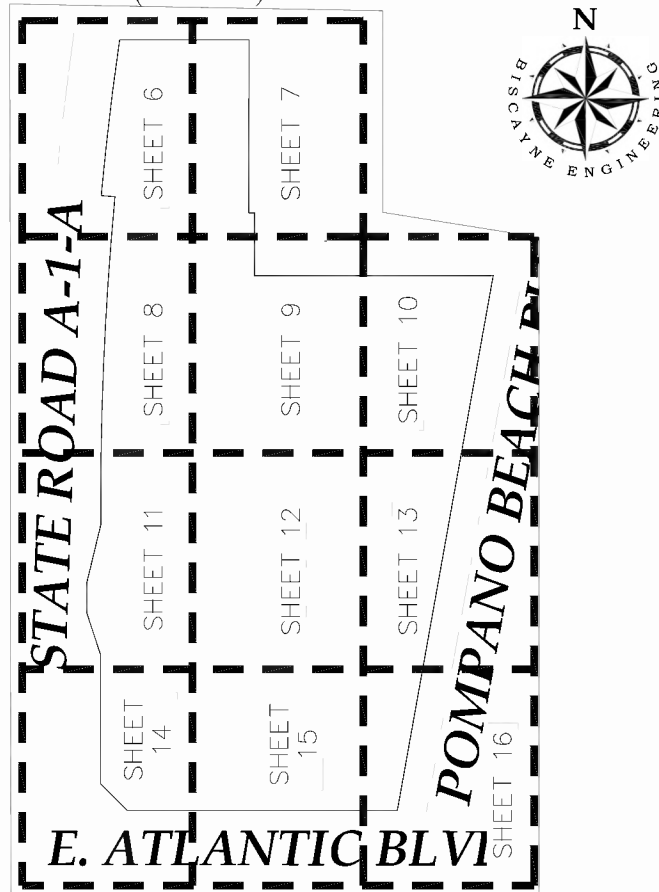 N
BISCAYNE ENGINEERING
SHEET 6
SHEET 7
STATE ROAD A-1-A
SHEET 8
SHEET 9
SHEET 10
POMPANO BEACH
SHEET 11
SHEET 12
SHEET 13
SHEET
14
SHEET
15
SHEET 16
E. ATLANTIC BLV